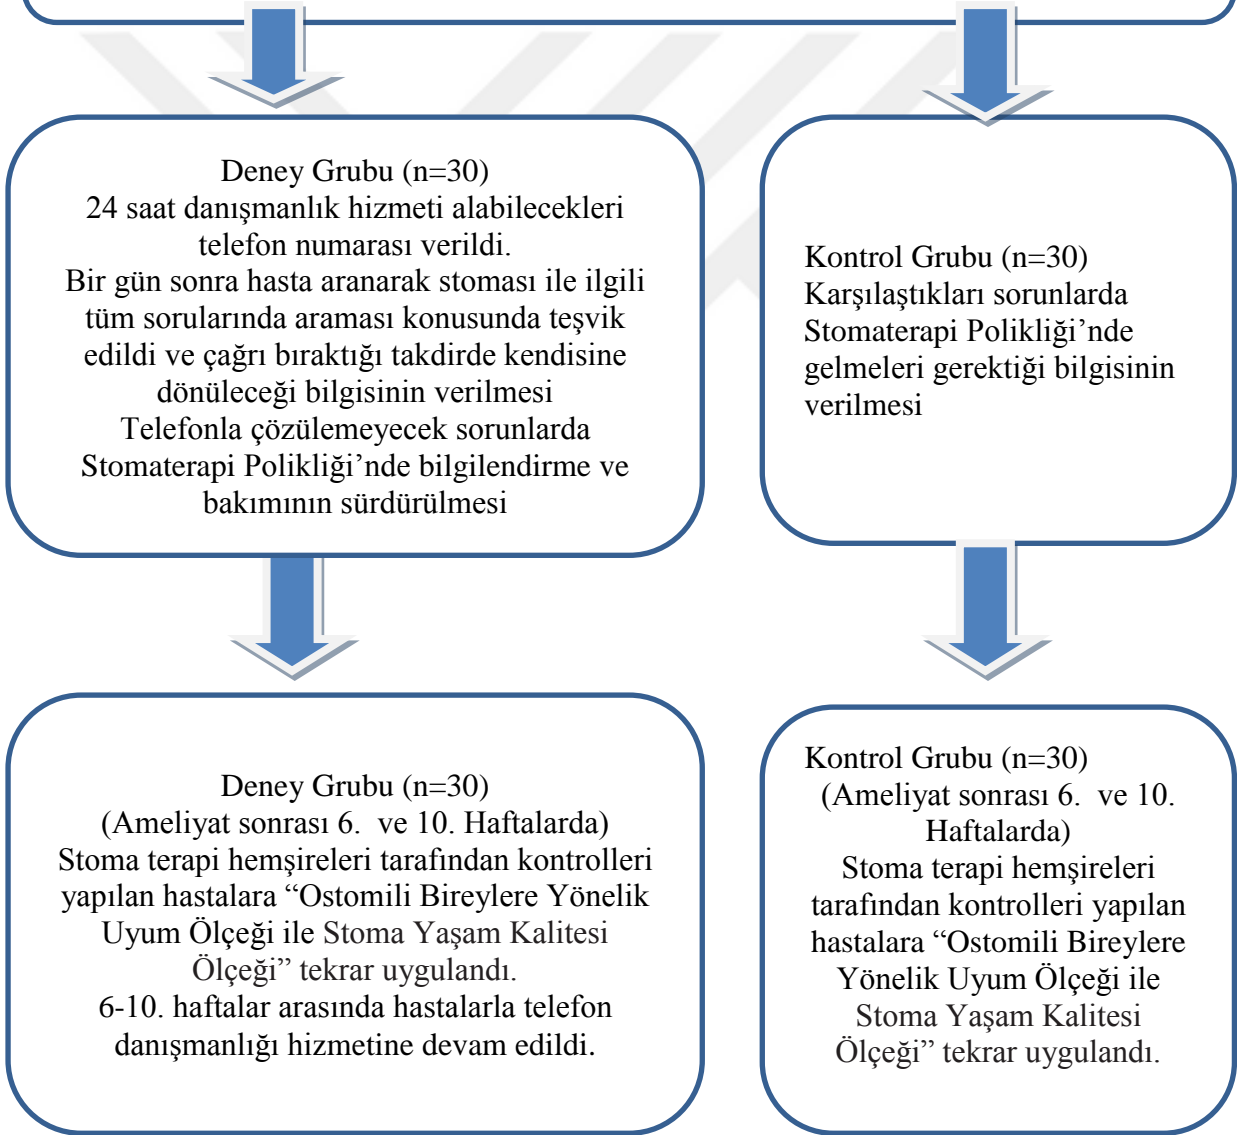 Deney Grubu (n=30)
24 saat danışmanlık hizmeti alabilecekleri
telefon numarası verildi.
Bir gün sonra hasta aranarak stoması ile ilgili
tüm sorularında araması konusunda teşvik
edildi ve çağrı bıraktığı takdirde kendisine
dönüleceği bilgisinin verilmesi
Telefonla çözülemeyecek sorunlarda
Stomaterapi Polikliği’nde bilgilendirme ve
bakımının sürdürülmesi
Kontrol Grubu (n=30)
Karşılaştıkları sorunlarda
Stomaterapi Polikliği’nde
gelmeleri gerektiği bilgisinin
verilmesi
Deney Grubu (n=30)
(Ameliyat sonrası 6. ve 10. Haftalarda)
Stoma terapi hemşireleri tarafından kontrolleri
yapılan hastalara “Ostomili Bireylere Yönelik
Uyum Ölçeği ile Stoma Yaşam Kalitesi
Ölçeği” tekrar uygulandı.
6-10. haftalar arasında hastalarla telefon
danışmanlığı hizmetine devam edildi.
Kontrol Grubu (n=30)
(Ameliyat sonrası 6. ve 10.
Haftalarda)
Stoma terapi hemşireleri
tarafından kontrolleri yapılan
hastalara “Ostomili Bireylere
Yönelik Uyum Ölçeği ile
Stoma Yaşam Kalitesi
Ölçeği” tekrar uygulandı.